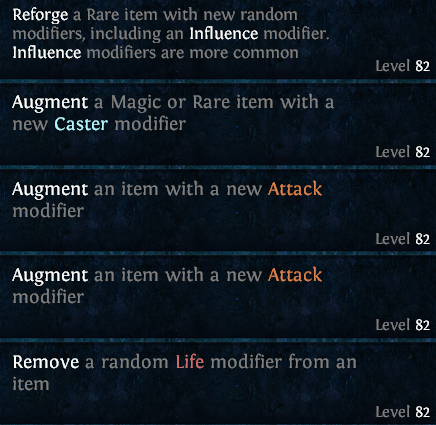 Reforge a Rare item with new random
modifiers, including an Influence modifier.
Influence modifiers are more common
Level 82
Augment a Magic or Rare item with a
new Caster modifier
Level 82
Augment an item with a new Attack
modifier
Level 82
Augment an item with a new Attack
modifier
Level 82
Remove a random Life modifier from an
item
Level 82